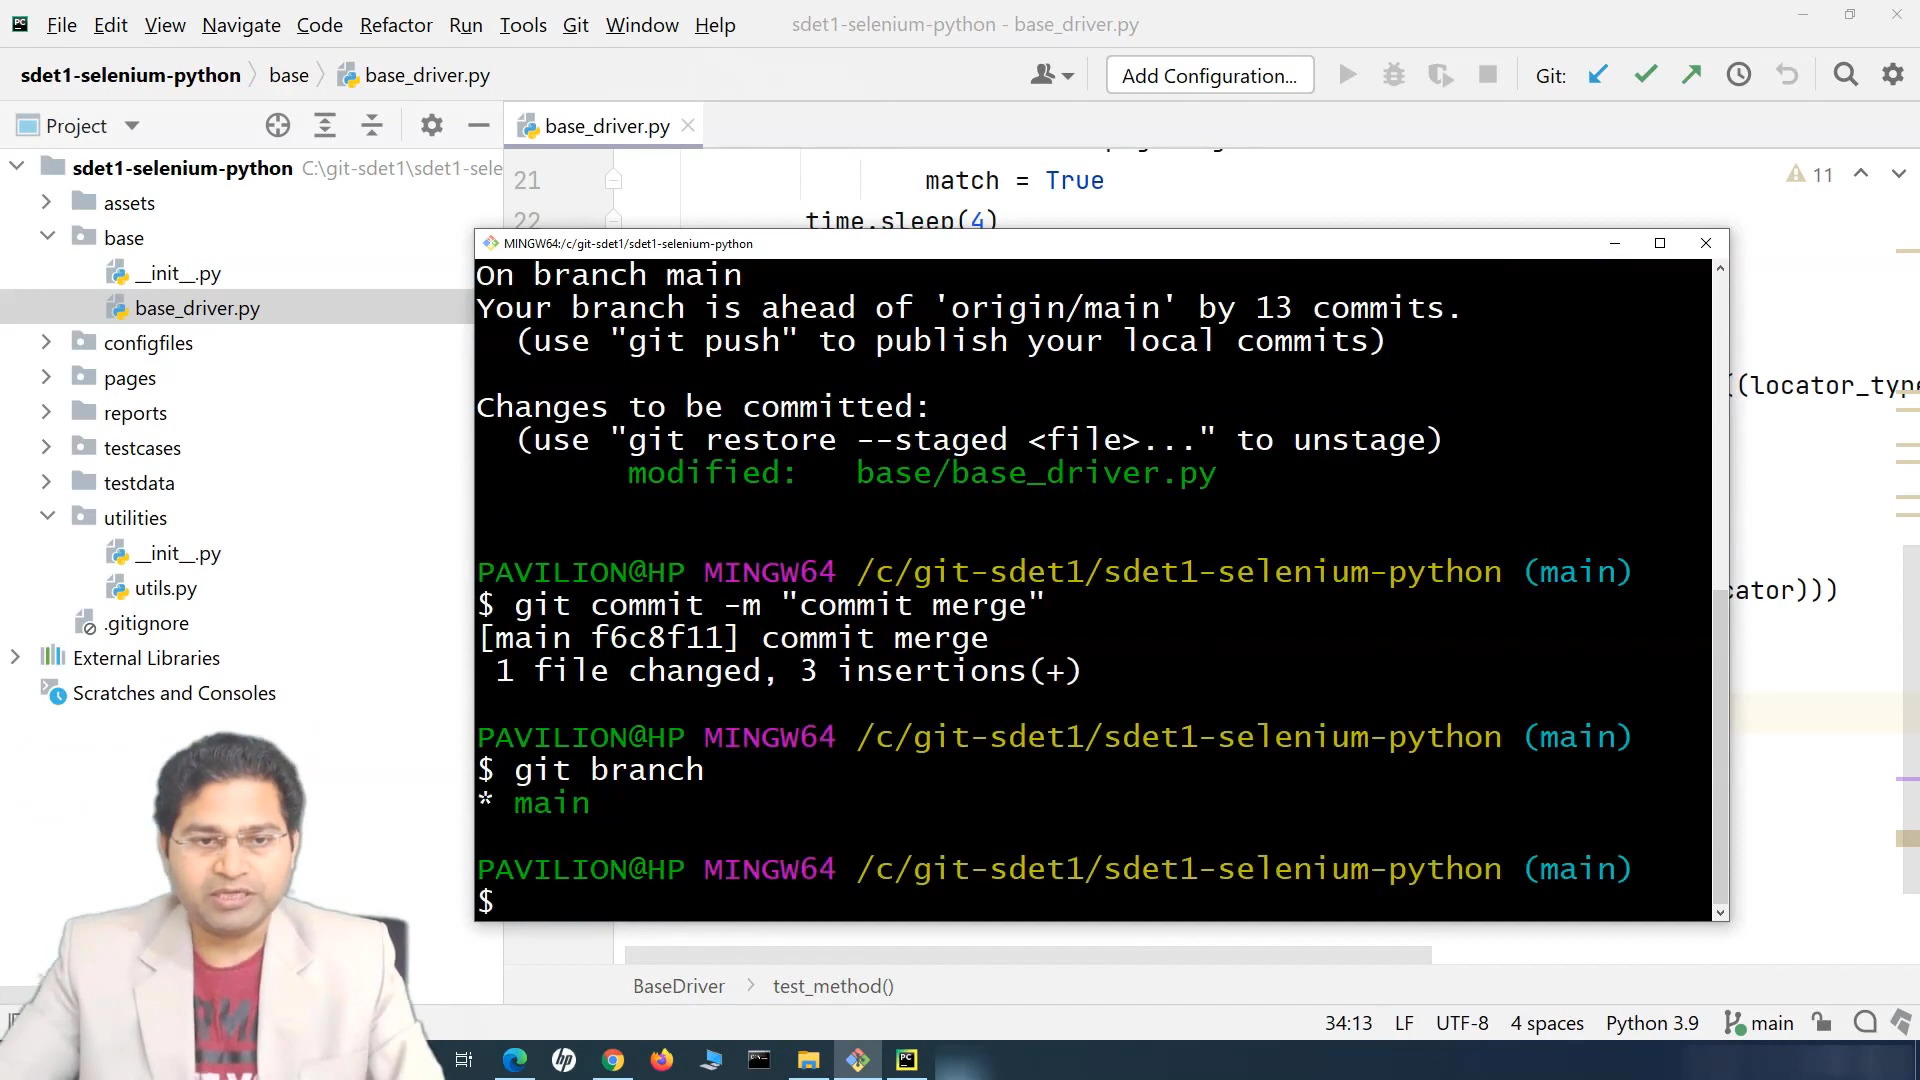 File Edit View Navigate Code Refactor Run Tools Git Window Help sdet1-selenium-python - base_driver.py
sdet1-selenium-python base base_driver.py Add Configuration... Git:
Project base_driver.py
sdet1-selenium-python C:\git-sdet1\sdet1-sele
assets
base
__init__.py
base_driver.py
configfiles
pages
reports
testcases
testdata
utilities
__init__.py
utils.py
.gitignore
External Libraries
Scratches and Consoles
21 match = True
22 time.sleep(4)
11
((locator_type
cator)))
MINGW64:/c/git-sdet1/sdet1-selenium-python
On branch main
Your branch is ahead of 'origin/main' by 13 commits.
(use "git push" to publish your local commits)
Changes to be committed:
(use "git restore --staged <file>..." to unstage)
modified: base/base_driver.py
PAVILION@HP MINGW64 /c/git-sdet1/sdet1-selenium-python (main)
$ git commit -m "commit merge"
[main f6c8f11] commit merge
1 file changed, 3 insertions(+)
PAVILION@HP MINGW64 /c/git-sdet1/sdet1-selenium-python (main)
$ git branch
* main
PAVILION@HP MINGW64 /c/git-sdet1/sdet1-selenium-python (main)
$
BaseDriver test_method()
34:13 LF UTF-8 4 spaces Python 3.9 main